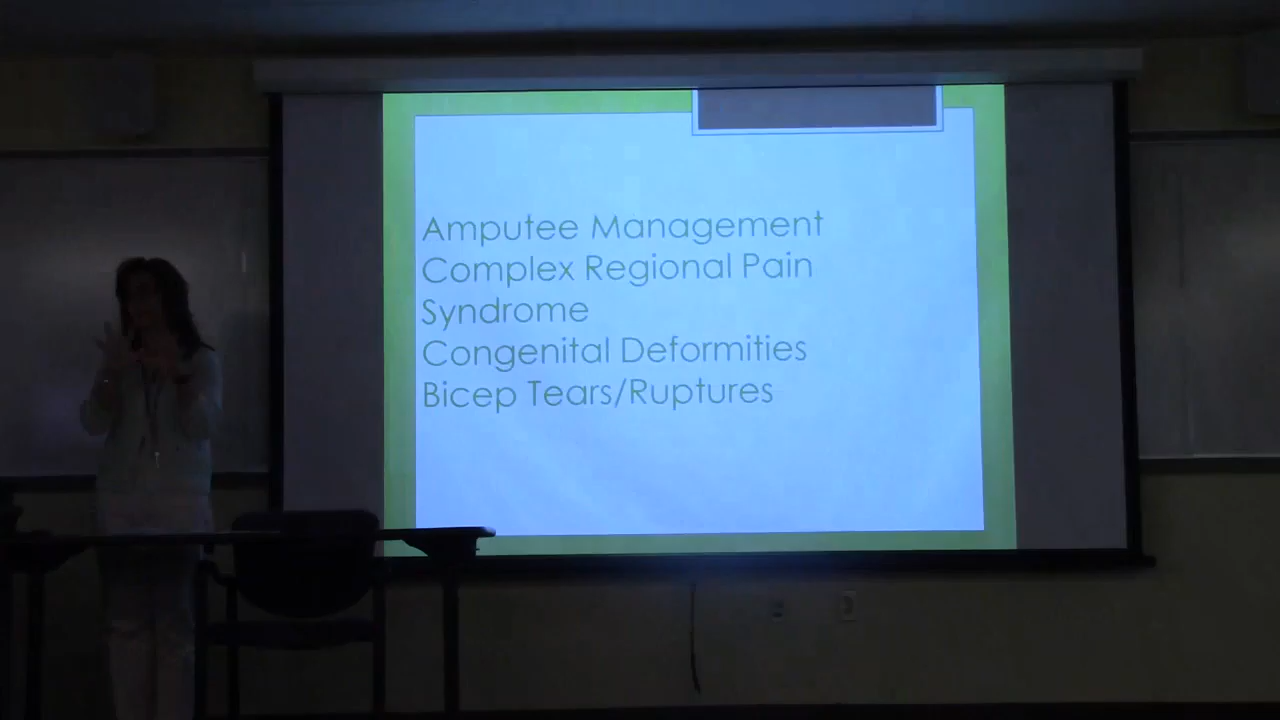 Amputee Management
Complex Regional Pain
Syndrome
Congenital Deformities
Bicep Tears/Ruptures